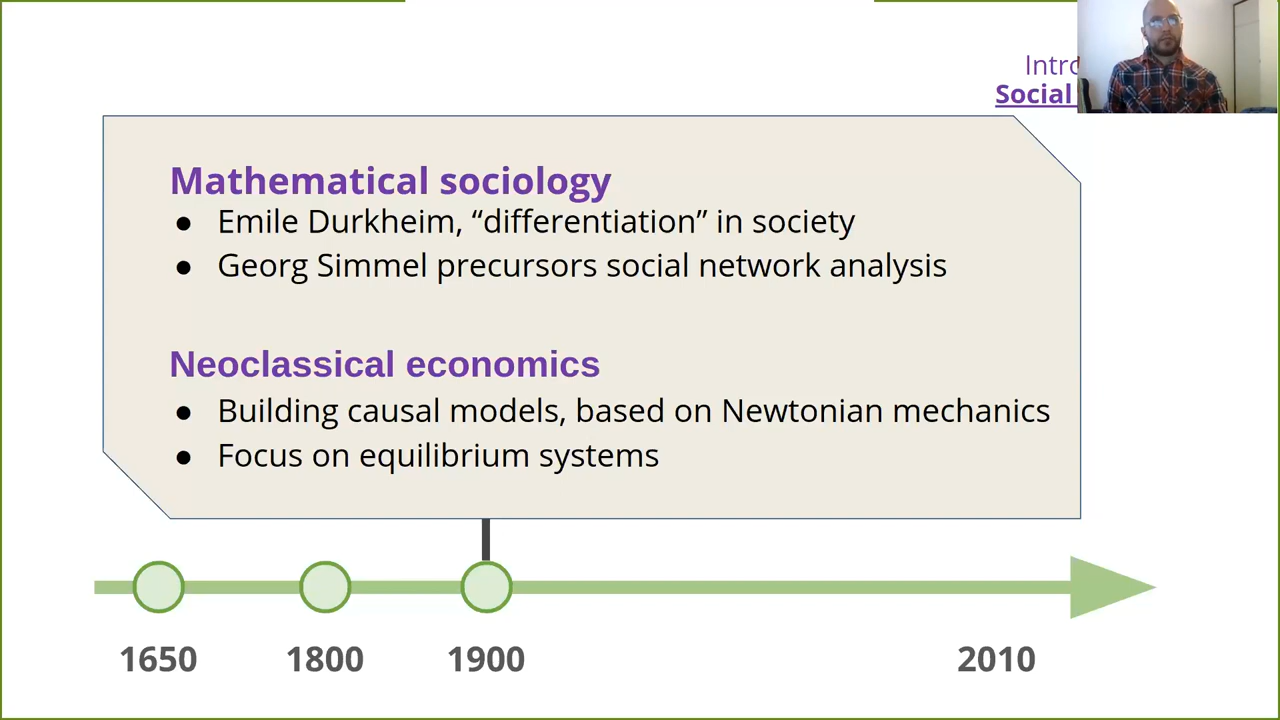 Intro
Social
Mathematical sociology
● Emile Durkheim, “differentiation” in society
● Georg Simmel precursors social network analysis
Neoclassical economics
● Building causal models, based on Newtonian mechanics
● Focus on equilibrium systems
1650 1800 1900 2010